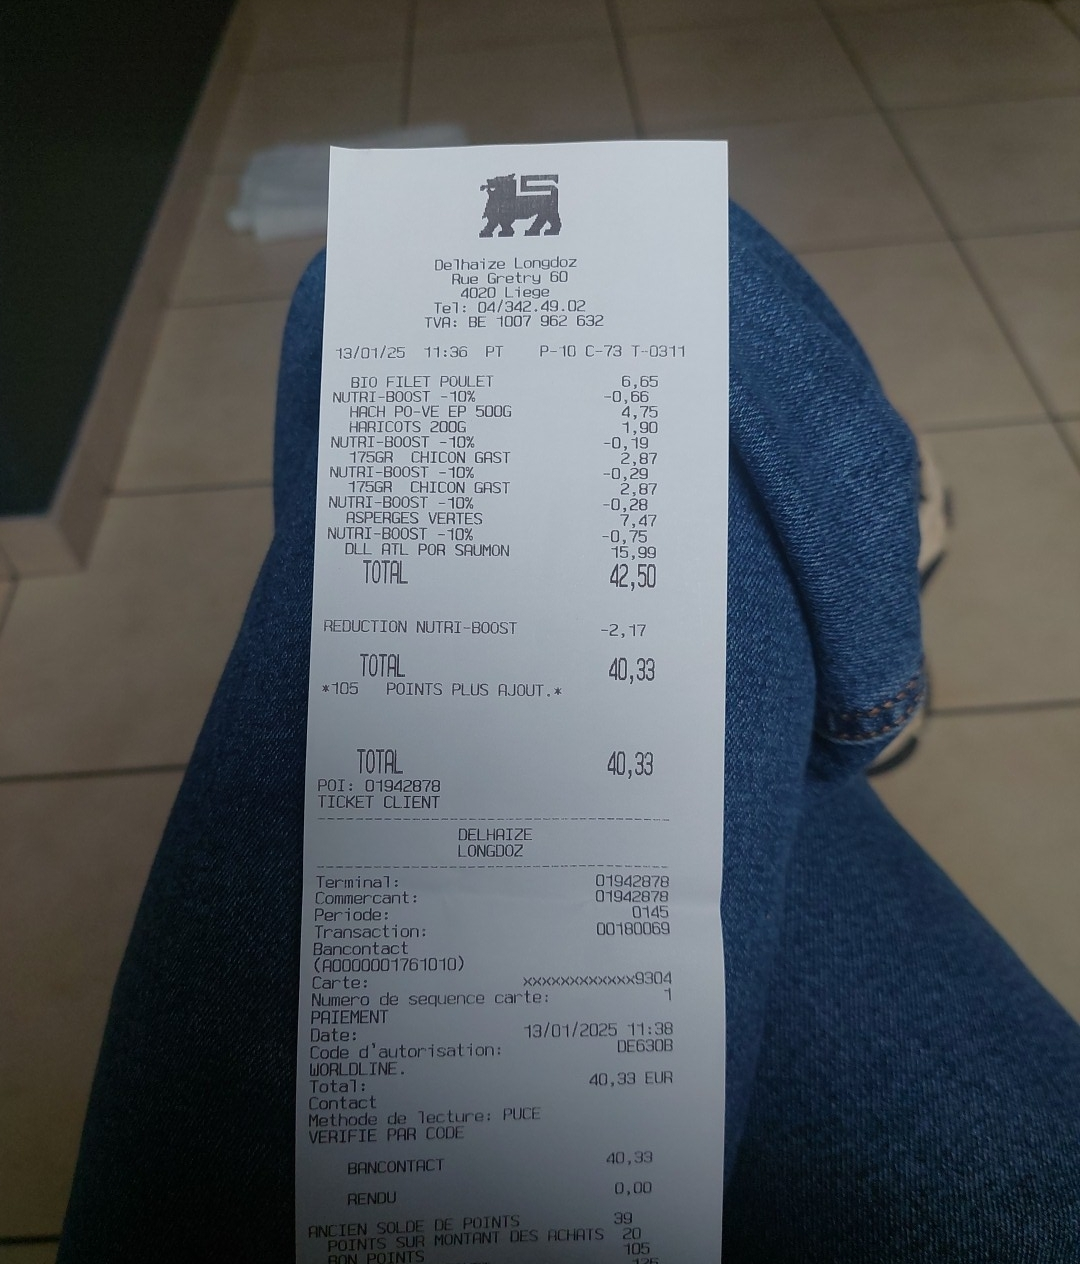 Delhaize Longdoz
Rue Gretry 60
4020 Liege
Tel: 04/342.49.02
TVA: BE 1007 962 632
13/01/25 11:36 PT P-10 C-73 T-0311
BIO FILET POULET 6,65
NUTRI-BOOST -10% -0,66
HACH PO-VE EP 500G 4,75
HARICOTS 200G 1,90
NUTRI-BOOST -10% -0,19
175GR CHICON GAST 2,87
NUTRI-BOOST -10% -0,29
175GR CHICON GAST 2,87
NUTRI-BOOST -10% -0,28
ASPERGES VERTES 7,47
NUTRI-BOOST -10% -0,75
DLL ATL POR SAUMON 15,99
TOTAL 42,50
REDUCTION NUTRI-BOOST -2,17
TOTAL 40,33
*105 POINTS PLUS AJOUT.*
TOTAL 40,33
POI: 01942878
TICKET CLIENT
DELHAIZE
LONGDOZ
Terminal: 01942878
Commercant: 01942878
Periode: 0145
Transaction: 00180069
Bancontact
(A0000001761010)
Carte: xxxxxxxxxxxx9304
Numero de sequence carte: 1
PAIEMENT
Date: 13/01/2025 11:38
Code d'autorisation: DE630B
WORLDLINE.
Total: 40,33 EUR
Contact
Methode de lecture: PUCE
VERIFIE PAR CODE
BANCONTACT 40,33
RENDU 0,00
ANCIEN SOLDE DE POINTS 39
POINTS SUR MONTANT DES ACHATS 20
BON POINTS 105